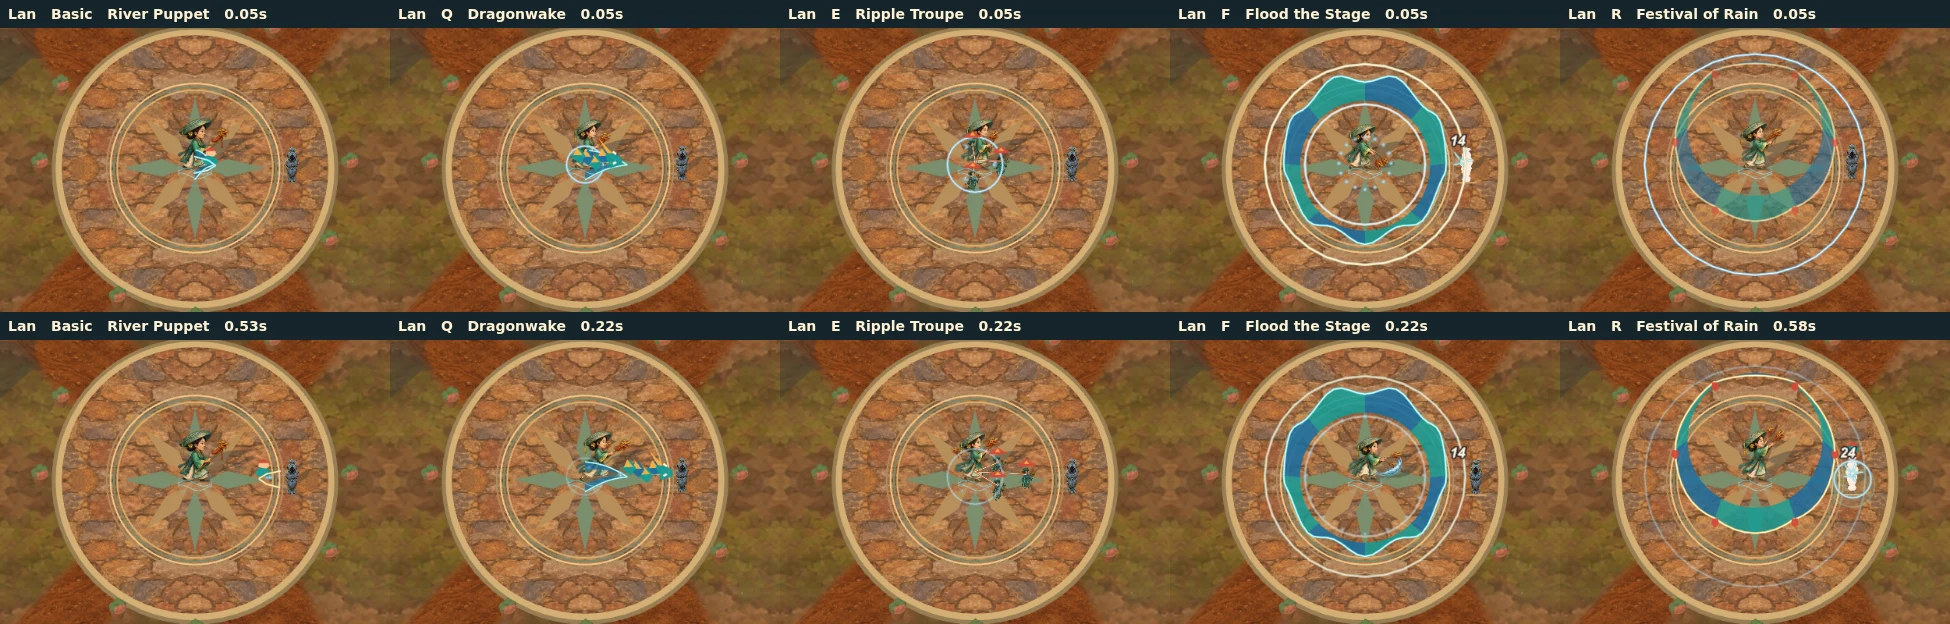 Lan Basic River Puppet 0.05s
Lan Q Dragonwake 0.05s
Lan E Ripple Troupe 0.05s
Lan F Flood the Stage 0.05s
Lan R Festival of Rain 0.05s
14
Lan Basic River Puppet 0.53s
Lan Q Dragonwake 0.22s
Lan E Ripple Troupe 0.22s
Lan F Flood the Stage 0.22s
Lan R Festival of Rain 0.58s
14
24